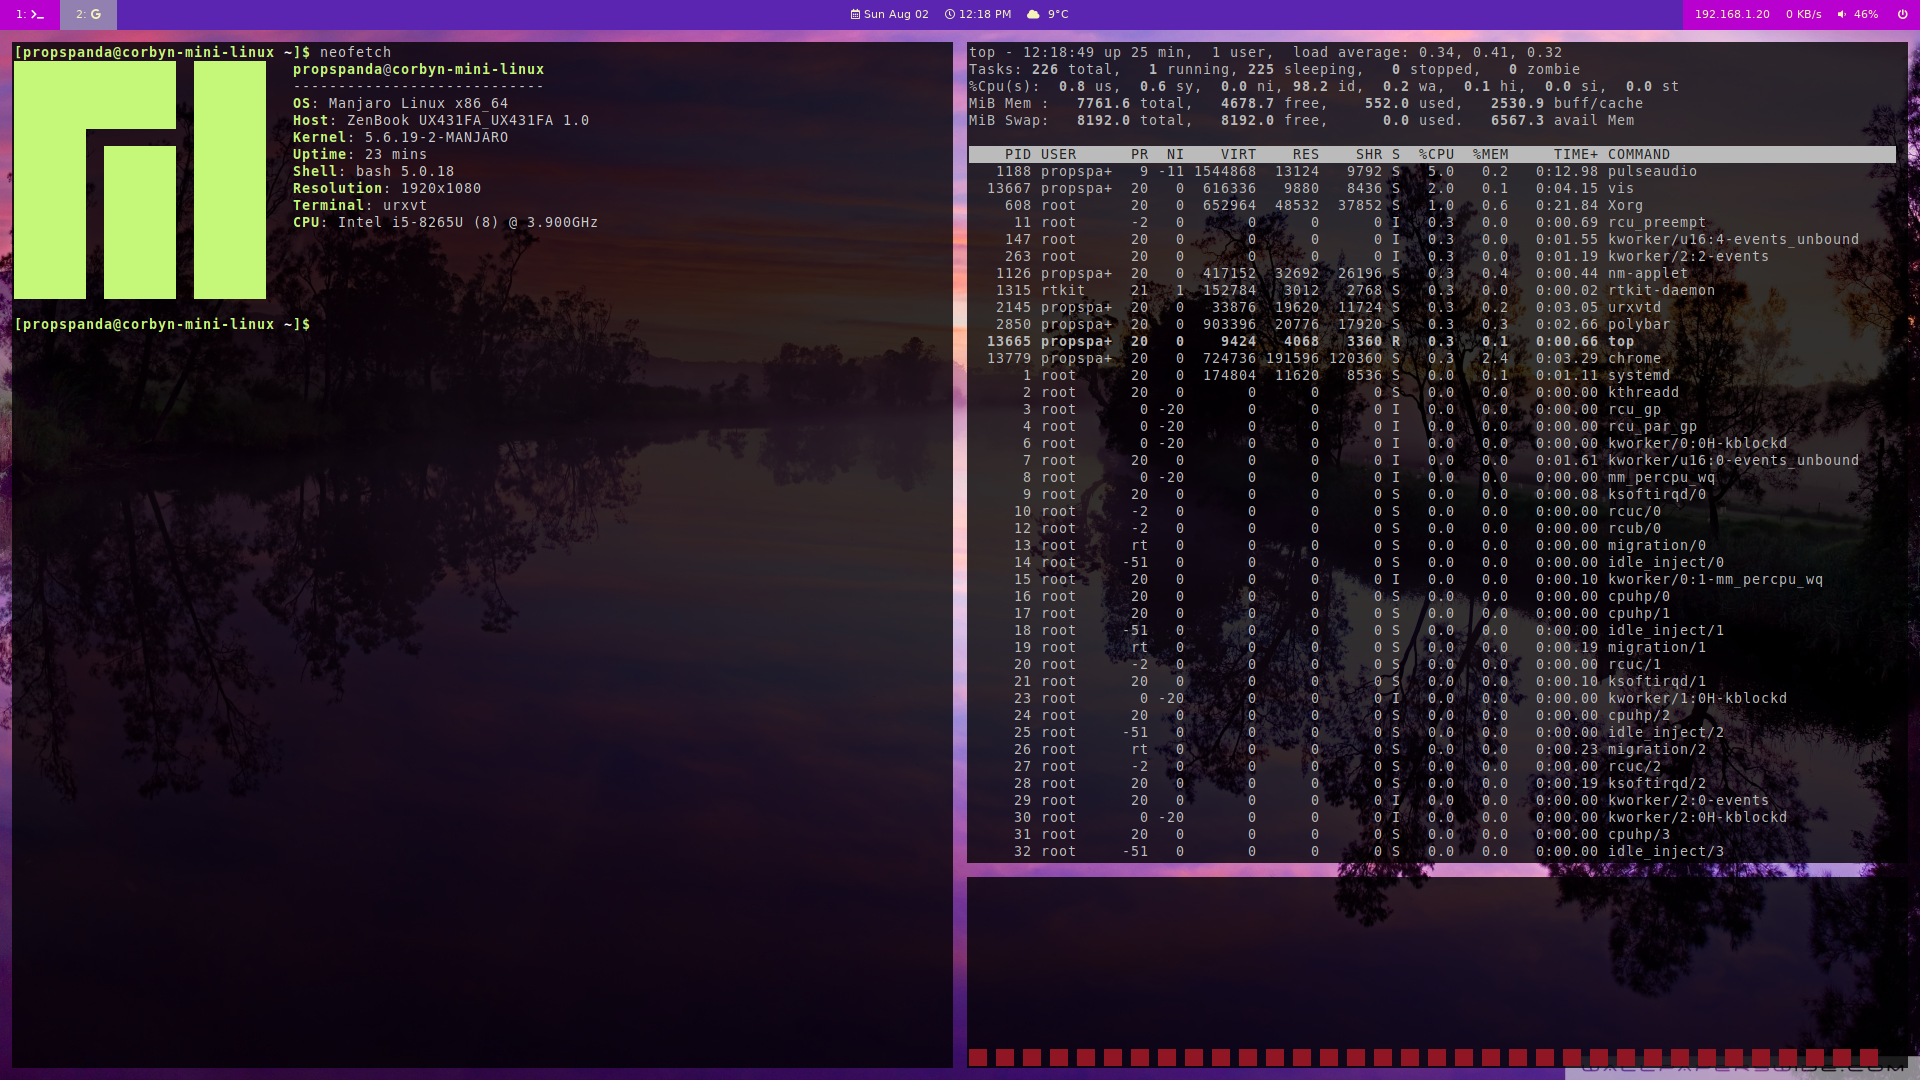 1:
2: G
Sun Aug 02
12:18 PM
9°C
192.168.1.20
0 KB/s
46%
[propspanda@corbyn-mini-linux ~]$ neofetch
propspanda@corbyn-mini-linux
----------------------------
OS: Manjaro Linux x86_64
Host: ZenBook UX431FA_UX431FA 1.0
Kernel: 5.6.19-2-MANJARO
Uptime: 23 mins
Shell: bash 5.0.18
Resolution: 1920x1080
Terminal: urxvt
CPU: Intel i5-8265U (8) @ 3.900GHz
[propspanda@corbyn-mini-linux ~]$
top - 12:18:49 up 25 min, 1 user, load average: 0.34, 0.41, 0.32
Tasks: 226 total, 1 running, 225 sleeping, 0 stopped, 0 zombie
%Cpu(s): 0.8 us, 0.6 sy, 0.0 ni, 98.2 id, 0.2 wa, 0.1 hi, 0.0 si, 0.0 st
MiB Mem : 7761.6 total, 4678.7 free, 552.0 used, 2530.9 buff/cache
MiB Swap: 8192.0 total, 8192.0 free, 0.0 used. 6567.3 avail Mem
PID USER PR NI VIRT RES SHR S %CPU %MEM TIME+ COMMAND
1188 propspa+ 9 -11 1544868 13124 9792 S 5.0 0.2 0:12.98 pulseaudio
13667 propspa+ 20 0 616336 9880 8436 S 2.0 0.1 0:04.15 vis
608 root 20 0 652964 48532 37852 S 1.0 0.6 0:21.84 Xorg
11 root -2 0 0 0 0 I 0.3 0.0 0:00.69 rcu_preempt
147 root 20 0 0 0 0 I 0.3 0.0 0:01.55 kworker/u16:4-events_unbound
263 root 20 0 0 0 0 I 0.3 0.0 0:01.19 kworker/2:2-events
1126 propspa+ 20 0 417152 32692 26196 S 0.3 0.4 0:00.44 nm-applet
1315 rtkit 21 1 152784 3012 2768 S 0.3 0.0 0:00.02 rtkit-daemon
2145 propspa+ 20 0 33876 19620 11724 S 0.3 0.2 0:03.05 urxvtd
2850 propspa+ 20 0 903396 20776 17920 S 0.3 0.3 0:02.66 polybar
13665 propspa+ 20 0 9424 4068 3360 R 0.3 0.1 0:00.66 top
13779 propspa+ 20 0 724736 191596 120360 S 0.3 2.4 0:03.29 chrome
1 root 20 0 174804 11620 8536 S 0.0 0.1 0:01.11 systemd
2 root 20 0 0 0 0 S 0.0 0.0 0:00.00 kthreadd
3 root 0 -20 0 0 0 I 0.0 0.0 0:00.00 rcu_gp
4 root 0 -20 0 0 0 I 0.0 0.0 0:00.00 rcu_par_gp
6 root 0 -20 0 0 0 I 0.0 0.0 0:00.00 kworker/0:0H-kblockd
7 root 20 0 0 0 0 I 0.0 0.0 0:01.61 kworker/u16:0-events_unbound
8 root 0 -20 0 0 0 I 0.0 0.0 0:00.00 mm_percpu_wq
9 root 20 0 0 0 0 S 0.0 0.0 0:00.08 ksoftirqd/0
10 root -2 0 0 0 0 S 0.0 0.0 0:00.00 rcuc/0
12 root -2 0 0 0 0 S 0.0 0.0 0:00.00 rcub/0
13 root rt 0 0 0 0 S 0.0 0.0 0:00.00 migration/0
14 root -51 0 0 0 0 S 0.0 0.0 0:00.00 idle_inject/0
15 root 20 0 0 0 0 I 0.0 0.0 0:00.10 kworker/0:1-mm_percpu_wq
16 root 20 0 0 0 0 S 0.0 0.0 0:00.00 cpuhp/0
17 root 20 0 0 0 0 S 0.0 0.0 0:00.00 cpuhp/1
18 root -51 0 0 0 0 S 0.0 0.0 0:00.00 idle_inject/1
19 root rt 0 0 0 0 S 0.0 0.0 0:00.19 migration/1
20 root -2 0 0 0 0 S 0.0 0.0 0:00.00 rcuc/1
21 root 20 0 0 0 0 S 0.0 0.0 0:00.10 ksoftirqd/1
23 root 0 -20 0 0 0 I 0.0 0.0 0:00.00 kworker/1:0H-kblockd
24 root 20 0 0 0 0 S 0.0 0.0 0:00.00 cpuhp/2
25 root -51 0 0 0 0 S 0.0 0.0 0:00.00 idle_inject/2
26 root rt 0 0 0 0 S 0.0 0.0 0:00.23 migration/2
27 root -2 0 0 0 0 S 0.0 0.0 0:00.00 rcuc/2
28 root 20 0 0 0 0 S 0.0 0.0 0:00.19 ksoftirqd/2
29 root 20 0 0 0 0 I 0.0 0.0 0:00.00 kworker/2:0-events
30 root 0 -20 0 0 0 I 0.0 0.0 0:00.00 kworker/2:0H-kblockd
31 root 20 0 0 0 0 S 0.0 0.0 0:00.00 cpuhp/3
32 root -51 0 0 0 0 S 0.0 0.0 0:00.00 idle_inject/3